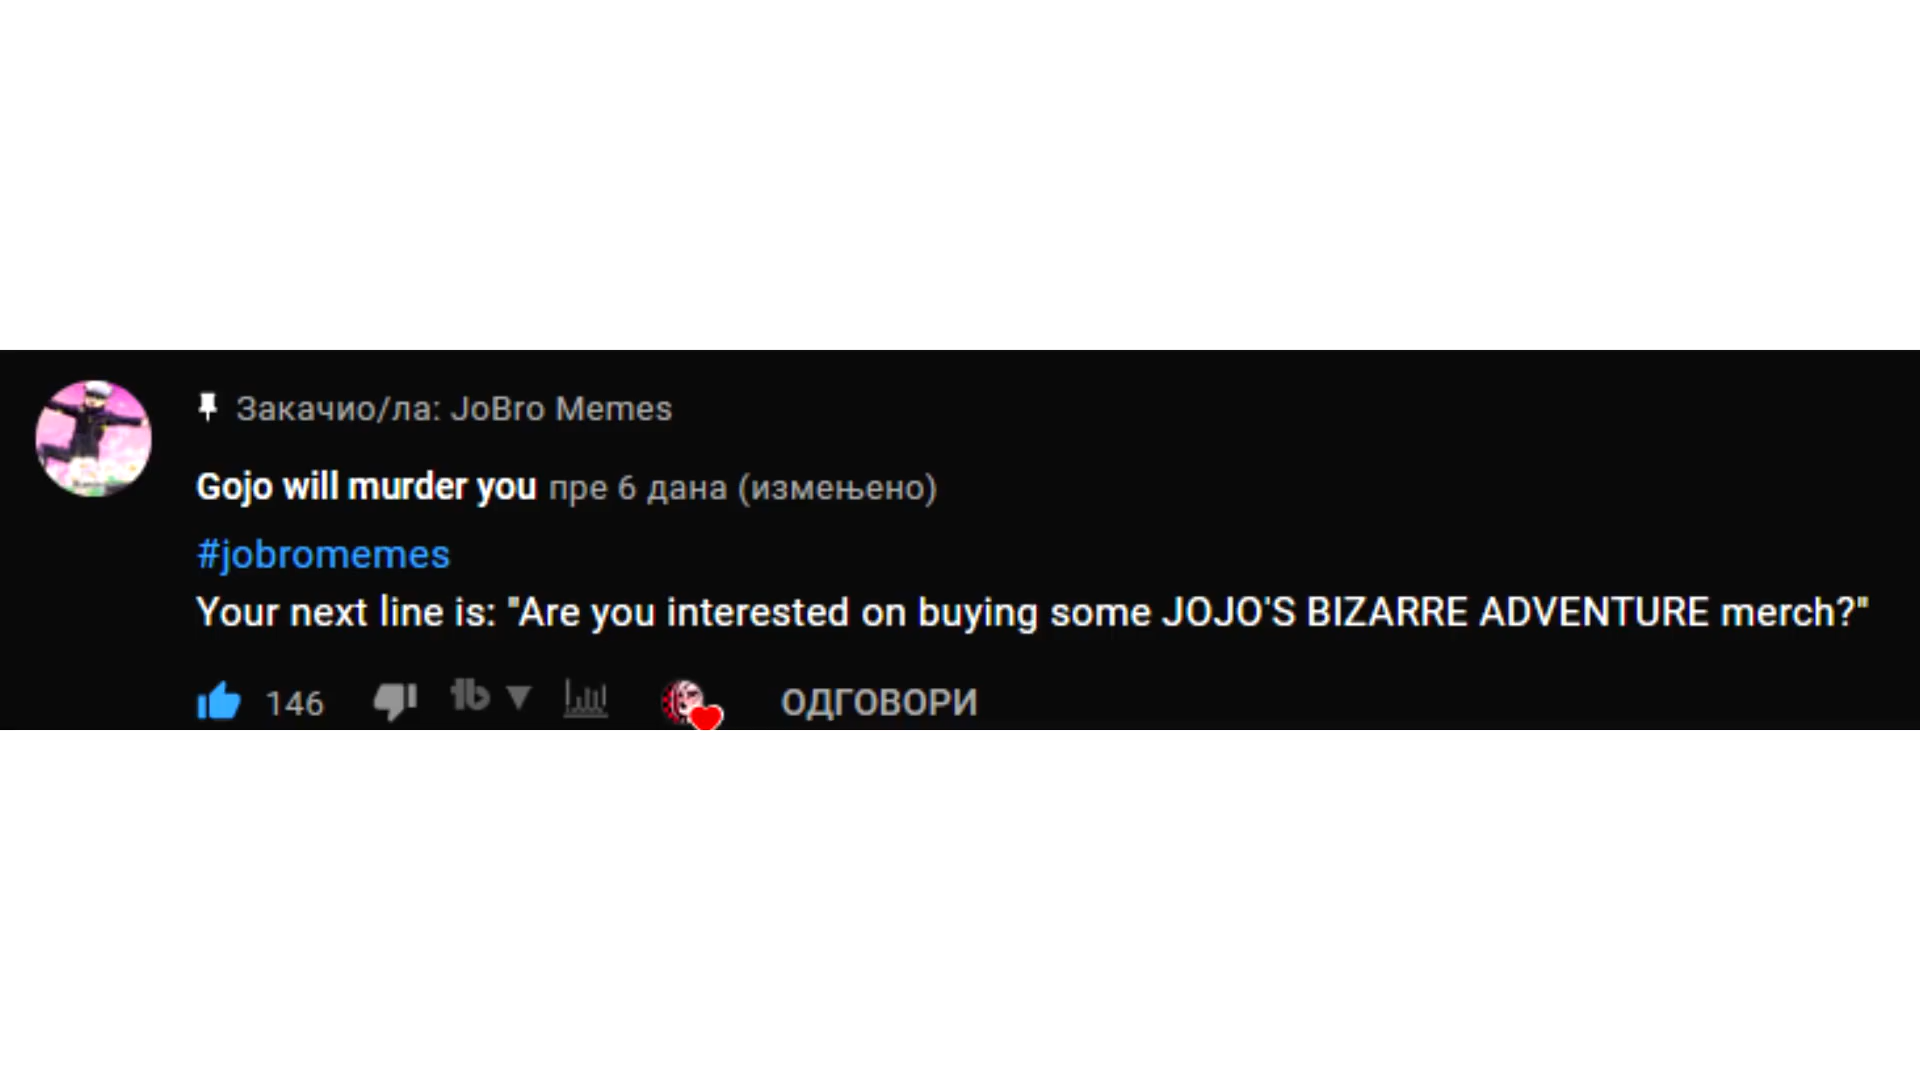 Закачио/ла: JoBro Memes
Gojo will murder you пре 6 дана (измењено)
#jobromemes
Your next line is: "Are you interested on buying some JOJO'S BIZARRE ADVENTURE merch?"
146 ОДГОВОРИ